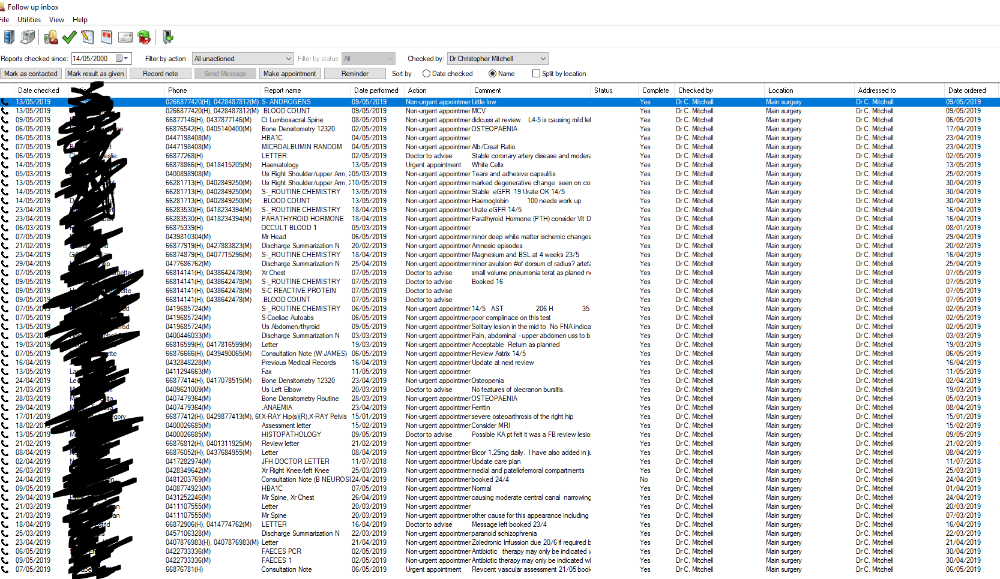 Follow up inbox
File Utilities View Help
Reports checked since: 14/05/2000 Filter by action: All unactioned Filter by status: All Checked by: Dr Christopher Mitchell
Mark as contacted Mark result as given Record note Send Message Make appointment Reminder Sort by Date checked Name Split by location
Date checked Phone Report name Date performed Action Comment Status Complete Checked by Location Addressed to Date ordered
13/05/2019 0266877420(H), 0428487812(M) S- ANDROGENS 09/05/2019 Non-urgent appointmer Little low Yes Dr C. Mitchell Main surgery Dr C. Mitchell 09/05/2019
13/05/2019 0266877420(H), 0428487812(M) .BLOOD COUNT 09/05/2019 Non-urgent appointmer MCV Yes Dr C. Mitchell Main surgery Dr C. Mitchell 09/05/2019
09/05/2019 66877146(H), 0437877146(M) Ct Lumbosacral Spine 08/05/2019 Non-urgent appointmer didcuss at review L4-5 is causing mild lef Yes Dr C. Mitchell Main surgery Dr C. Mitchell 06/05/2019
06/05/2019 66876542(H), 0405140400(M) Bone Densitometry 12320 02/05/2019 Non-urgent appointmer OSTEOPAENIA Yes Dr C. Mitchell Main surgery Dr C. Mitchell 17/04/2019
06/05/2019 0447198408(M) HBA1C 04/05/2019 Non-urgent appointmer Yes Dr C. Mitchell Main surgery Dr C. Mitchell 23/04/2019
07/05/2019 0447198408(M) MICROALBUMIN RANDOM 04/05/2019 Non-urgent appointmer Alb/Creat Ratio Yes Dr C. Mitchell Main surgery Dr C. Mitchell 23/04/2019
06/05/2019 66877268(H) LETTER 02/05/2019 Doctor to advise Stable coronary artery disease and modera Yes Dr C. Mitchell Main surgery Dr C. Mitchell 02/05/2019
14/05/2019 66878866(H), 0418415205(M) Haematology 13/05/2019 Urgent appointment White Cells Yes Dr C. Mitchell Main surgery Dr C. Mitchell 13/05/2019
05/03/2019 0400898908(M) Us Right Shoulder/upper Arm, 05/03/2019 Non-urgent appointmer Tears and adhesive capsulitis Yes Dr C. Mitchell Main surgery Dr C. Mitchell 25/02/2019
13/05/2019 66281713(H), 0402849250(M) Us Right Shoulder/upper Arm, 10/05/2019 Non-urgent appointmer marked degenerative change seen on co Yes Dr C. Mitchell Main surgery Dr C. Mitchell 30/04/2019
14/05/2019 66281713(H), 0402849250(M) S-_ROUTINE CHEMISTRY 13/05/2019 Non-urgent appointmer Stable eGFR 19 Urate OK 14/5 Yes Dr C. Mitchell Main surgery Dr C. Mitchell 30/04/2019
14/05/2019 66281713(H), 0402849250(M) .BLOOD COUNT 13/05/2019 Non-urgent appointmer Haemoglobin 100 needs work up Yes Dr C. Mitchell Main surgery Dr C. Mitchell 30/04/2019
23/04/2019 66283530(H), 0418234394(M) S-_ROUTINE CHEMISTRY 18/04/2019 Non-urgent appointmer Urate eGFR 14/5 Yes Dr C. Mitchell Main surgery Dr C. Mitchell 16/04/2019
23/04/2019 66283530(H), 0418234394(M) PARATHYROID HORMONE 18/04/2019 Non-urgent appointmer Parathyroid Hormone (PTH) consider Vit D Yes Dr C. Mitchell Main surgery Dr C. Mitchell 16/04/2019
06/03/2019 66875339(H) OCCULT BLOOD 1 05/03/2019 Non-urgent appointmer Yes Dr C. Mitchell Main surgery Dr C. Mitchell 08/01/2019
07/05/2019 0439810304(M) Mr Head 06/05/2019 Non-urgent appointmer minor deep white matter ischemic changes Yes Dr C. Mitchell Main surgery Dr C. Mitchell 29/04/2019
21/02/2019 66877919(H), 0427883823(M) Discharge Summarization N 20/02/2019 Non-urgent appointmer Amnesic episodes Yes Dr C. Mitchell Main surgery Dr C. Mitchell 20/02/2019
23/04/2019 66874879(H), 0407715296(M) S-_ROUTINE CHEMISTRY 18/04/2019 Non-urgent appointmer Magnesium and BSL at 4 weeks 23/5 Yes Dr C. Mitchell Main surgery Dr C. Mitchell 16/04/2019
29/04/2019 0477686762(M) Discharge Summarization N 25/04/2019 Non-urgent appointmer minor avulsion #of dorsum of radius? artefa Yes Dr C. Mitchell Main surgery Dr C. Mitchell 25/04/2019
07/05/2019 66814141(H), 0438642478(M) Xr Chest 07/05/2019 Doctor to advise small volume pneumonia terat as planed ne Yes Dr C. Mitchell Main surgery Dr C. Mitchell 07/05/2019
09/05/2019 66814141(H), 0438642478(M) S-_ROUTINE CHEMISTRY 07/05/2019 Doctor to advise Booked 16 Yes Dr C. Mitchell Main surgery Dr C. Mitchell 07/05/2019
09/05/2019 66814141(H), 0438642478(M) S-C REACTIVE PROTEIN 07/05/2019 Doctor to advise Yes Dr C. Mitchell Main surgery Dr C. Mitchell 07/05/2019
09/05/2019 66814141(H), 0438642478(M) .BLOOD COUNT 07/05/2019 Doctor to advise Yes Dr C. Mitchell Main surgery Dr C. Mitchell 07/05/2019
07/05/2019 0419685724(M) S-_ROUTINE CHEMISTRY 06/05/2019 Non-urgent appointmer 14/5 AST 206 H 35 Yes Dr C. Mitchell Main surgery Dr C. Mitchell 02/05/2019
07/05/2019 0419685724(M) S-Coeliac Autoabs 06/05/2019 Non-urgent appointmer poor complinace on this test Yes Dr C. Mitchell Main surgery Dr C. Mitchell 02/05/2019
13/05/2019 0419685724(M) Us Abdomen/thyroid 09/05/2019 Non-urgent appointmer Solitary lesion in the mid to No FNA indica Yes Dr C. Mitchell Main surgery Dr C. Mitchell 02/05/2019
05/03/2019 0400446033(M) Discharge Summarization N 03/03/2019 Non-urgent appointmer Pain, abdominal - upper abdomen uss to b Yes Dr C. Mitchell Main surgery Dr C. Mitchell 03/03/2019
19/03/2019 66816599(H), 0417816599(M) Letter 19/03/2019 Non-urgent appointmer Acceptable Return as planned Yes Dr C. Mitchell Main surgery Dr C. Mitchell 19/03/2019
07/05/2019 66876666(H), 0439490065(M) Consultation Note (W JAMES) 06/05/2019 Non-urgent appointmer Review Astrix 14/5 Yes Dr C. Mitchell Main surgery Dr C. Mitchell 06/05/2019
16/04/2019 0432848228(M) Previous Medical Records 16/04/2019 Non-urgent appointmer Update at next review Yes Dr C. Mitchell Main surgery Dr C. Mitchell 16/04/2019
13/05/2019 0411294663(M) Fax 11/05/2019 Non-urgent appointmer Yes Dr C. Mitchell Main surgery Dr C. Mitchell 11/05/2019
24/04/2019 66877414(H), 0417078515(M) Bone Densitometry 12320 23/04/2019 Non-urgent appointmer Osteopenia Yes Dr C. Mitchell Main surgery Dr C. Mitchell 02/04/2019
21/03/2019 0409621009(M) Us Left Elbow 20/03/2019 Doctor to advise No features of olecranon bursitis. Yes Dr C. Mitchell Main surgery Dr C. Mitchell 19/03/2019
28/03/2019 0407479364(M) Bone Densitometry Routine 28/03/2019 Non-urgent appointmer OSTEOPAENIA Yes Dr C. Mitchell Main surgery Dr C. Mitchell 05/03/2019
29/04/2019 0407479364(M) .ANAEMIA 23/04/2019 Non-urgent appointmer Ferritin Yes Dr C. Mitchell Main surgery Dr C. Mitchell 08/04/2019
17/01/2019 66877412(H), 0429877413(M), 6 X-RAY Hip(s)(R),X-RAY Pelvis 15/01/2019 Non-urgent appointmer severe osteoarthrosis of the right hip Yes Dr C. Mitchell Main surgery Dr C. Mitchell 15/01/2019
18/02/2019 0400026685(M) Assessment letter 15/02/2019 Non-urgent appointmer Consider MRI Yes Dr C. Mitchell Main surgery Dr C. Mitchell 15/02/2019
13/05/2019 0400026685(M) HISTOPATHOLOGY 09/05/2019 Doctor to advise Possible KA pt felt it was a FB review lesio Yes Dr C. Mitchell Main surgery Dr C. Mitchell 09/05/2019
21/02/2019 66876812(H), 0401311925(M) Review letter 21/02/2019 Non-urgent appointmer Yes Dr C. Mitchell Main surgery Dr C. Mitchell 21/02/2019
08/04/2019 66876052(H), 0437684955(M) Letter 08/04/2019 Non-urgent appointmer Bicor 1.25mg daily. I have also added in ju Yes Dr C. Mitchell Main surgery Dr C. Mitchell 08/04/2019
02/04/2019 0417282974(M) JFH DOCTOR LETTER 11/07/2018 Non-urgent appointmer Update care plan Yes Dr C. Mitchell Main surgery Dr C. Mitchell 11/07/2018
26/03/2019 0428349642(M) Xr Right Knee/left Knee 25/03/2019 Non-urgent appointmer medial and patellofemoral compartments Yes Dr C. Mitchell Main surgery Dr C. Mitchell 25/03/2019
24/04/2019 0481203769(M) Consultation Note (B NEUROSI 24/04/2019 Non-urgent appointmer booked 24/4 No Dr C. Mitchell Main surgery Dr C. Mitchell 24/04/2019
09/05/2019 0408774923(M) HBA1C 07/05/2019 Non-urgent appointmer Normal Yes Dr C. Mitchell Main surgery Dr C. Mitchell 01/04/2019
29/04/2019 0431252246(M) Mr Spine, Xr Chest 26/04/2019 Non-urgent appointmer causing moderate central canal narrowing Yes Dr C. Mitchell Main surgery Dr C. Mitchell 24/04/2019
21/03/2019 0411107555(M) Letter 20/03/2019 Non-urgent appointmer Yes Dr C. Mitchell Main surgery Dr C. Mitchell 20/03/2019
21/03/2019 0411107555(M) Mr Spine 20/03/2019 Non-urgent appointmer other cause for this appearance including Yes Dr C. Mitchell Main surgery Dr C. Mitchell 07/03/2019
18/04/2019 66872906(H), 0414774762(M) LETTER 16/04/2019 Doctor to advise Message left booked 23/4 Yes Dr C. Mitchell Main surgery Dr C. Mitchell 16/04/2019
25/03/2019 0457106328(M) Discharge Summarization N 22/03/2019 Non-urgent appointmer paranoid schizophrenia Yes Dr C. Mitchell Main surgery Dr C. Mitchell 22/03/2019
23/04/2019 0407876983(H), 0407876983(M) Letter 21/04/2019 Non-urgent appointmer Zoledronic Infusion due 20/6 if required b Yes Dr C. Mitchell Main surgery Dr C. Mitchell 21/04/2019
06/05/2019 0422733336(M) FAECES PCR 02/05/2019 Non-urgent appointmer Antibiotic therapy may only be indicated w Yes Dr C. Mitchell Main surgery Dr C. Mitchell 30/04/2019
09/05/2019 0422733336(M) FAECES 1 02/05/2019 Non-urgent appointmer Antibiotic therapy may only be indicated wh Yes Dr C. Mitchell Main surgery Dr C. Mitchell 30/04/2019
07/05/2019 66876781(H) Consultation Note 06/05/2019 Urgent appointment Revcent vascular assessment 21/05 book Yes Dr C. Mitchell Main surgery Dr C. Mitchell 06/05/2019